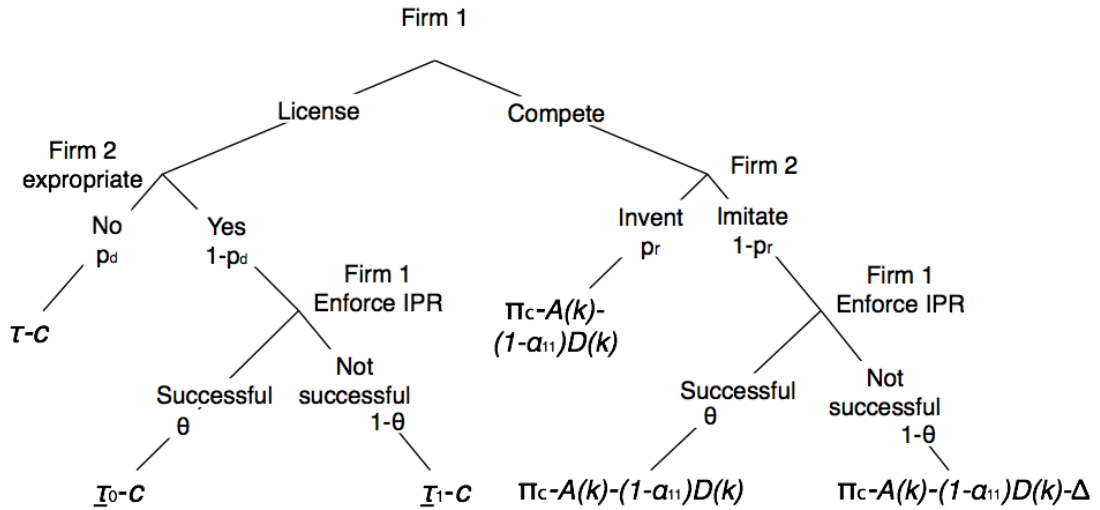 Firm 1
License
Compete
Firm 2
expropriate
Firm 2
No
pd
Yes
1-pd
Invent
pr
Imitate
1-pr
Firm 1
Enforce IPR
Firm 1
Enforce IPR
τ-c
πc-A(k)-
(1-α11)D(k)
Successful
θ
Not
successful
1-θ
Successful
θ
Not
successful
1-θ
τ0-c
τ1-c
πc-A(k)-(1-α11)D(k)
πc-A(k)-(1-α11)D(k)-Δ